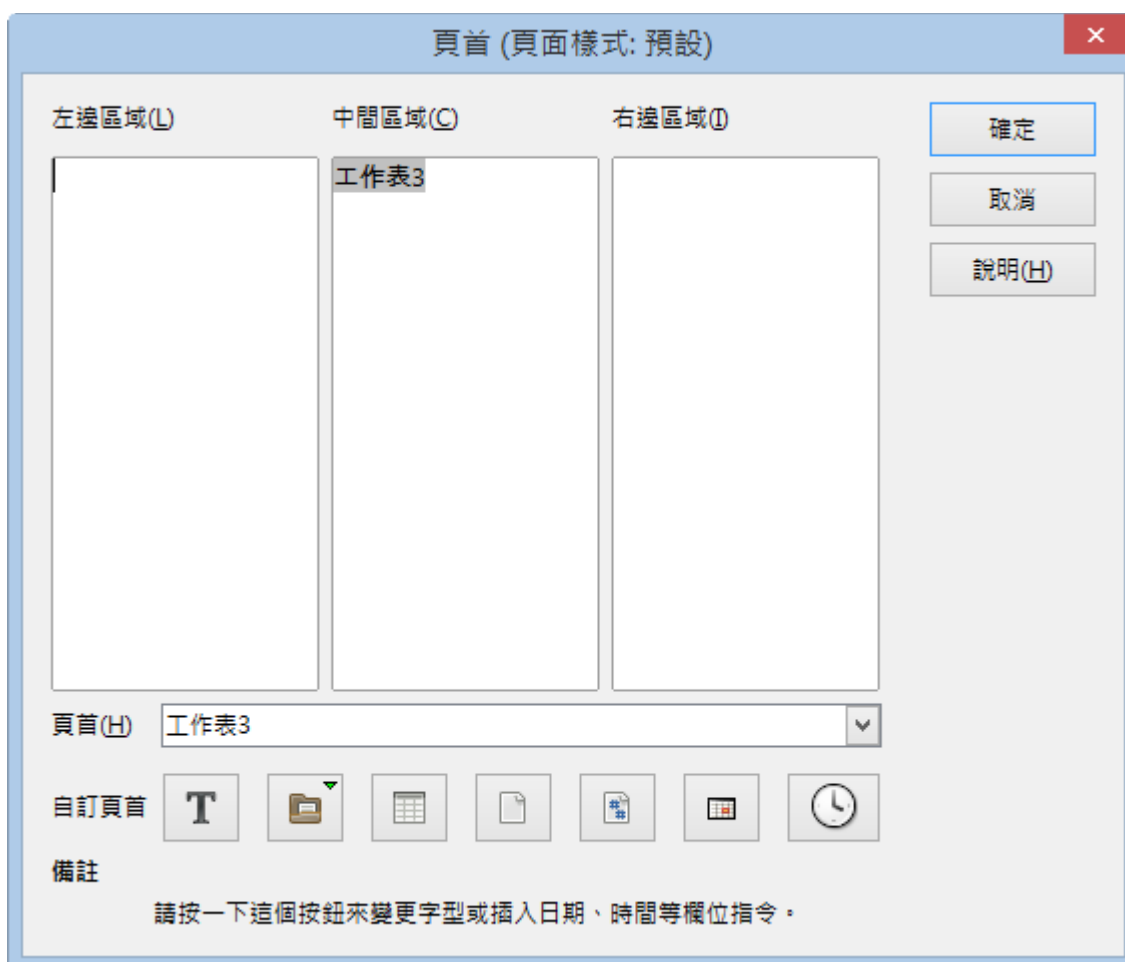 頁首 (頁面樣式: 預設)
左邊區域(L)
中間區域(C)
右邊區域(I)
確定
工作表3
取消
說明(H)
頁首(H) 工作表3
自訂頁首 T
備註
請按一下這個按鈕來變更字型或插入日期、時間等欄位指令。